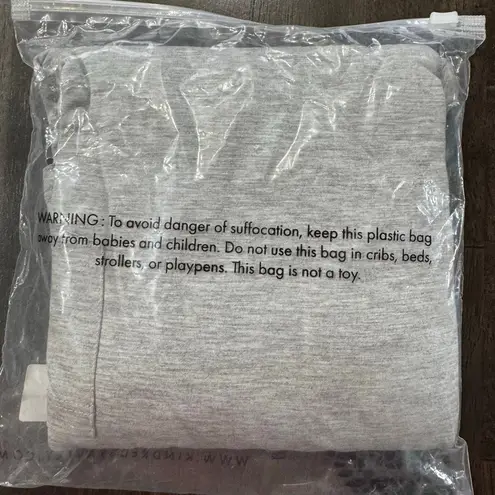 WARNING: To avoid danger of suffocation, keep this plastic bag
away from babies and children. Do not use this bag in cribs, beds,
strollers, or playpens. This bag is not a toy.